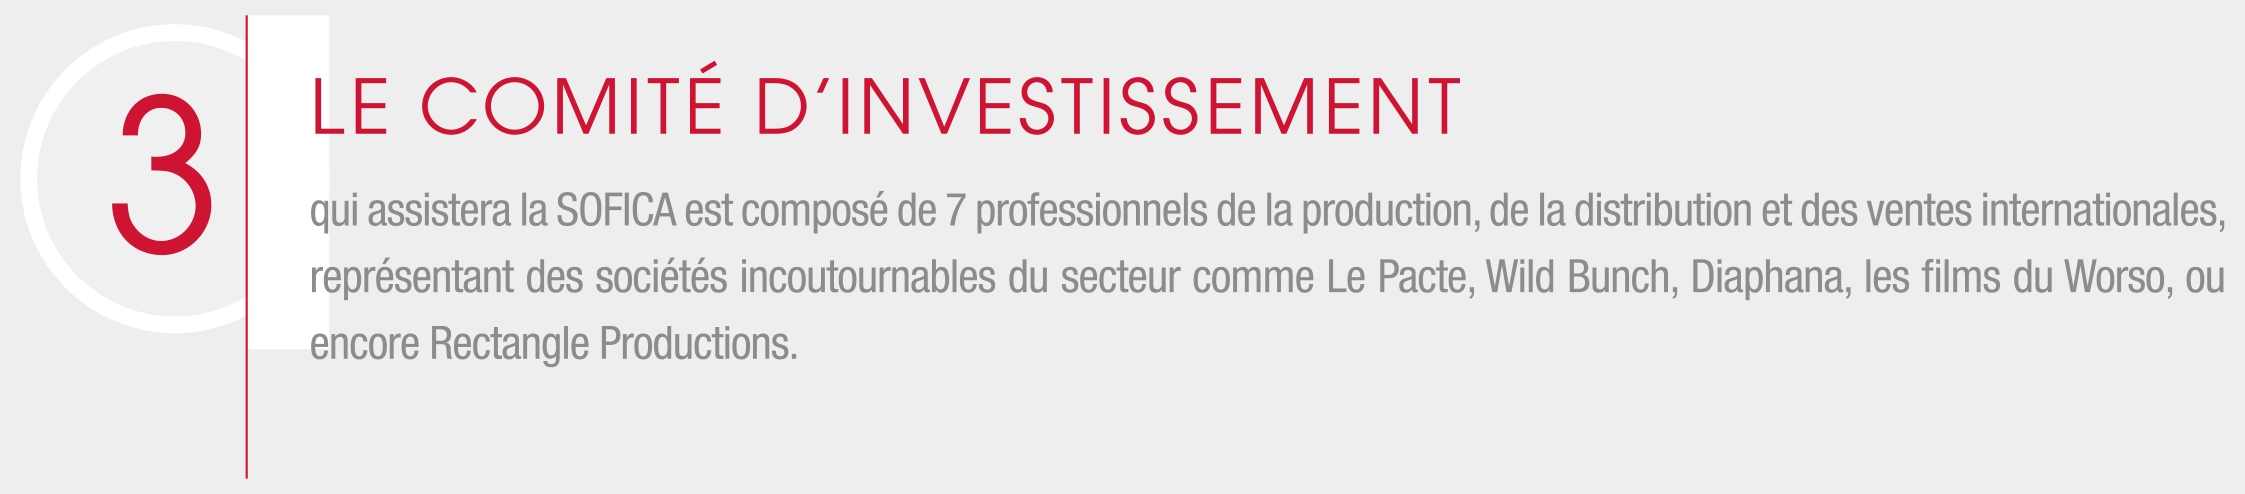 3
LE COMITÉ D‘INVESTISSEMENT
qui assistera la SOFICA est composé de 7 professionnels de la production, de la distribution et des ventes internationales,
représentant des sociétés incoutournables du secteur comme Le Pacte, Wild Bunch, Diaphana, les films du Worso, ou
encore Rectangle Productions.